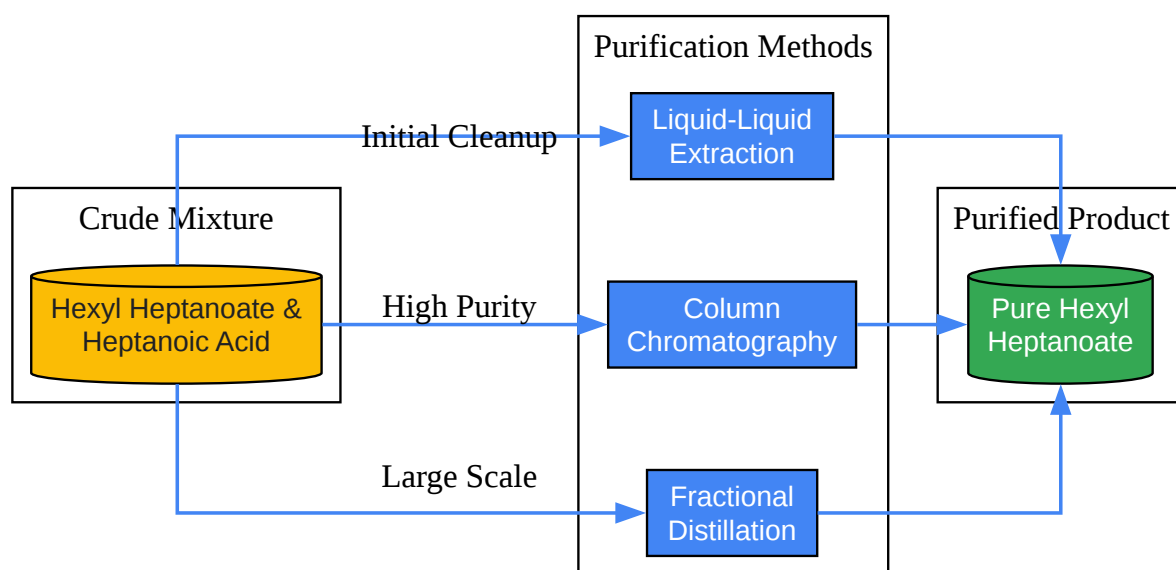 Purification Methods
Liquid-Liquid
Extraction
Initial Cleanup
Crude Mixture
Purified Product
Hexyl Heptanoate &
Heptanoic Acid
High Purity
Column
Chromatography
Pure Hexyl
Heptanoate
Large Scale
Fractional
Distillation